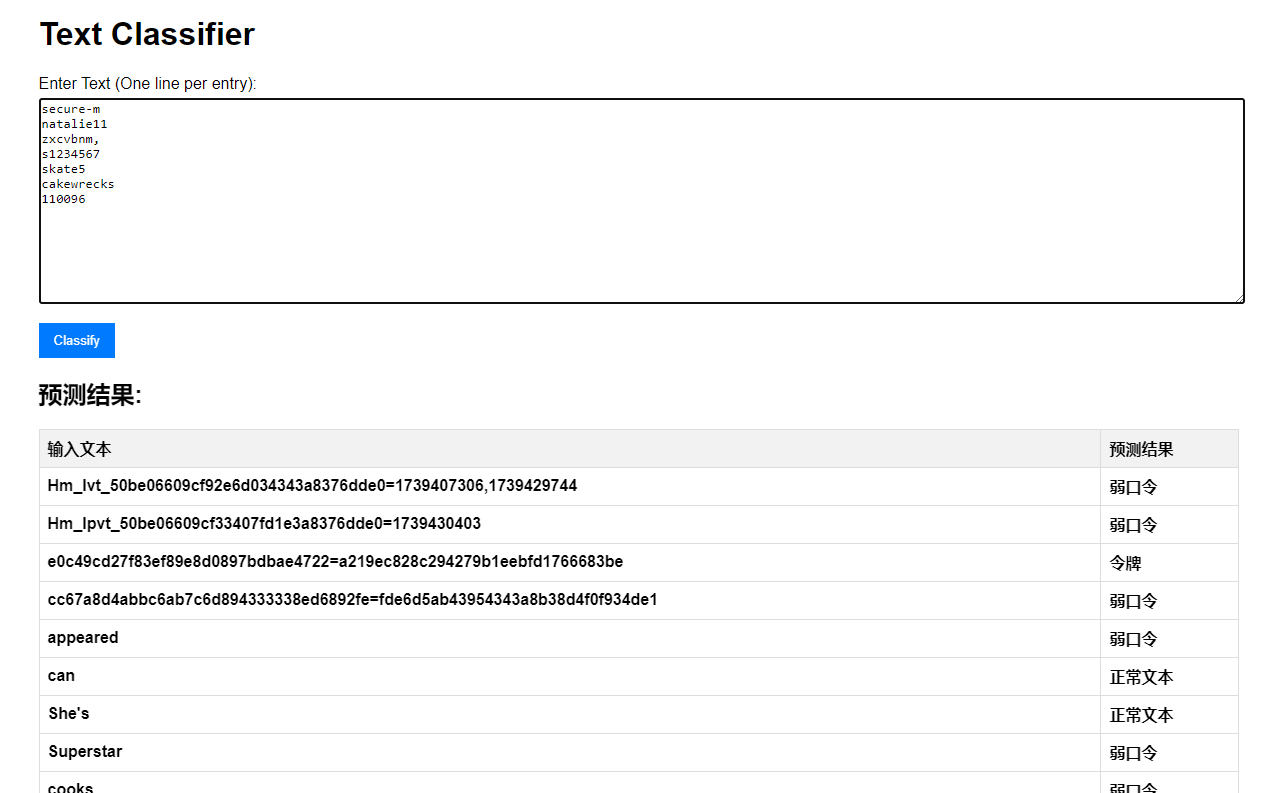 Text Classifier
Enter Text (One line per entry):
secure-m
natalie11
zxcvbnm,
s1234567
skate5
cakewrecks
110096
Classify
预测结果:
输入文本 预测结果
Hm_lvt_50be06609cf92e6d034343a8376dde0=1739407306,1739429744 弱口令
Hm_lpvt_50be06609cf33407fd1e3a8376dde0=1739430403 弱口令
e0c49cd27f83ef89e8d0897bdbae4722=a219ec828c294279b1eebfd1766683be 令牌
cc67a8d4abbc6ab7c6d894333338ed6892fe=fde6d5ab43954343a8b38d4f0f934de1 弱口令
appeared 弱口令
can 正常文本
She's 正常文本
Superstar 弱口令
cooks 弱口令